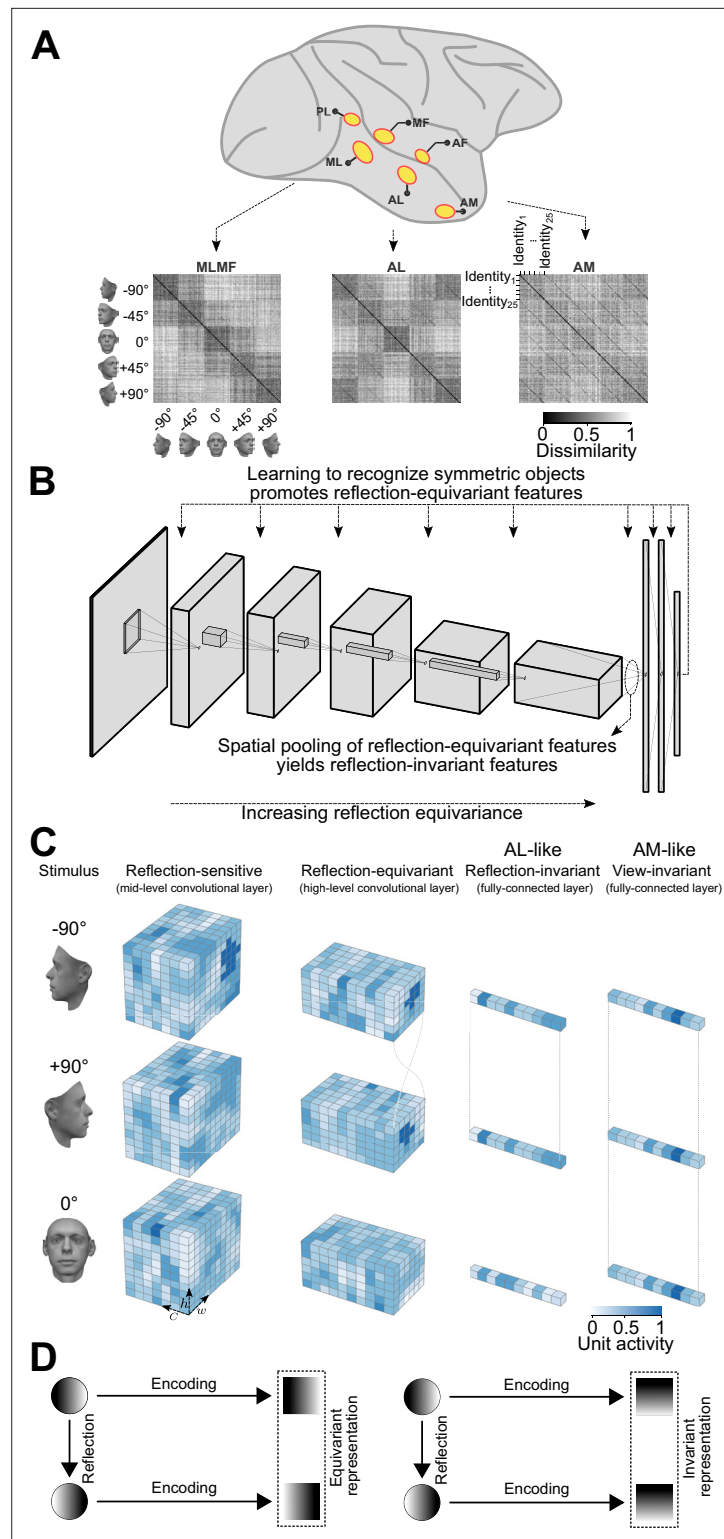 A
PL
MF
AF
ML
AL
AM
MLMF
AL
AM
Identity1
Identity25
Identity1
Identity25
-90°
-45°
0°
+45°
+90°
-90°
-45°
0°
+45°
+90°
0 0.5 1
Dissimilarity
B
Learning to recognize symmetric objects
promotes reflection-equivariant features
Spatial pooling of reflection-equivariant features
yields reflection-invariant features
Increasing reflection equivariance
C
Stimulus
Reflection-sensitive
(mid-level convolutional layer)
Reflection-equivariant
(high-level convolutional layer)
AL-like
Reflection-invariant
(fully-connected layer)
AM-like
View-invariant
(fully-connected layer)
-90°
+90°
0°
h
w
C
0 0.5 1
Unit activity
D
Encoding
Reflection
Encoding
Equivariant
representation
Encoding
Reflection
Encoding
Invariant
representation